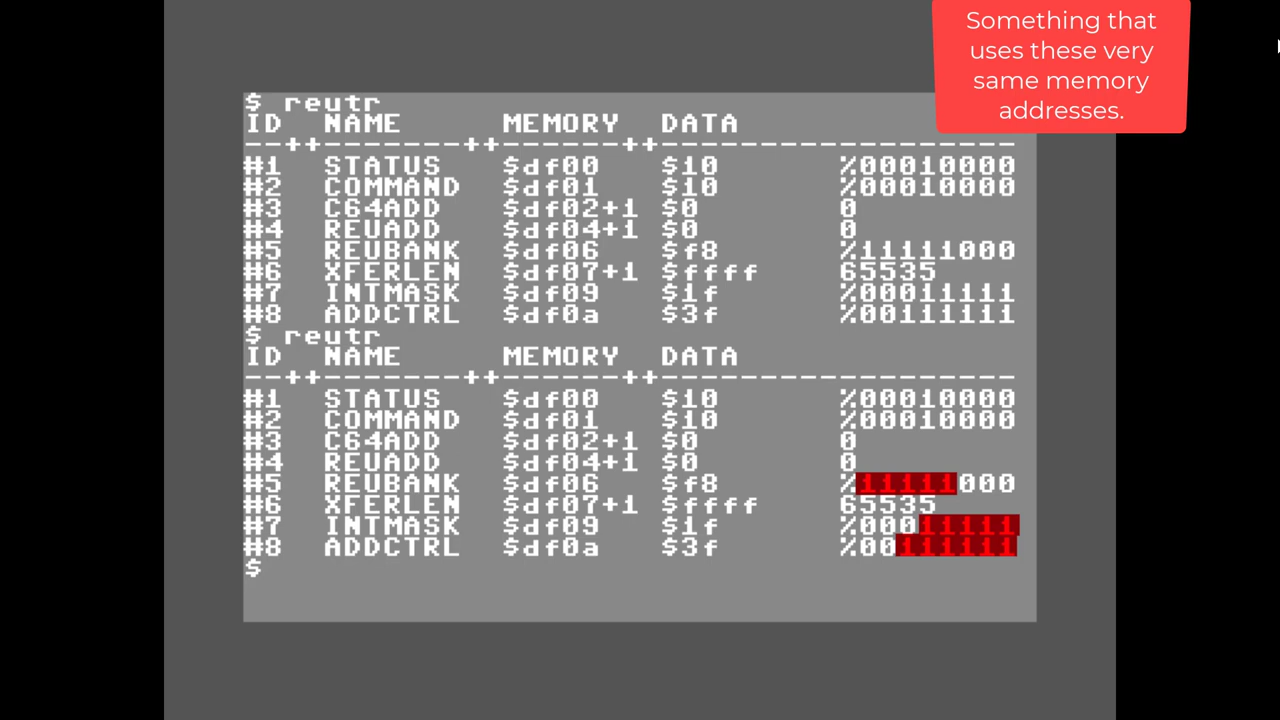 Something that
uses these very
same memory
addresses.
$ reutr
ID NAME MEMORY DATA
--++-------++------++------------------
#1 STATUS $df00 $10 %00010000
#2 COMMAND $df01 $10 %00010000
#3 C64ADD $df02+1 $0 0
#4 REUADD $df04+1 $0 0
#5 REUBANK $df06 $f8 %11111000
#6 XFERLEN $df07+1 $ffff 65535
#7 INTMASK $df09 $1f %00011111
#8 ADDCTRL $df0a $3f %00111111
$ reutr
ID NAME MEMORY DATA
--++-------++------++------------------
#1 STATUS $df00 $10 %00010000
#2 COMMAND $df01 $10 %00010000
#3 C64ADD $df02+1 $0 0
#4 REUADD $df04+1 $0 0
#5 REUBANK $df06 $f8 %11111000
#6 XFERLEN $df07+1 $ffff 65535
#7 INTMASK $df09 $1f %00011111
#8 ADDCTRL $df0a $3f %00111111
$